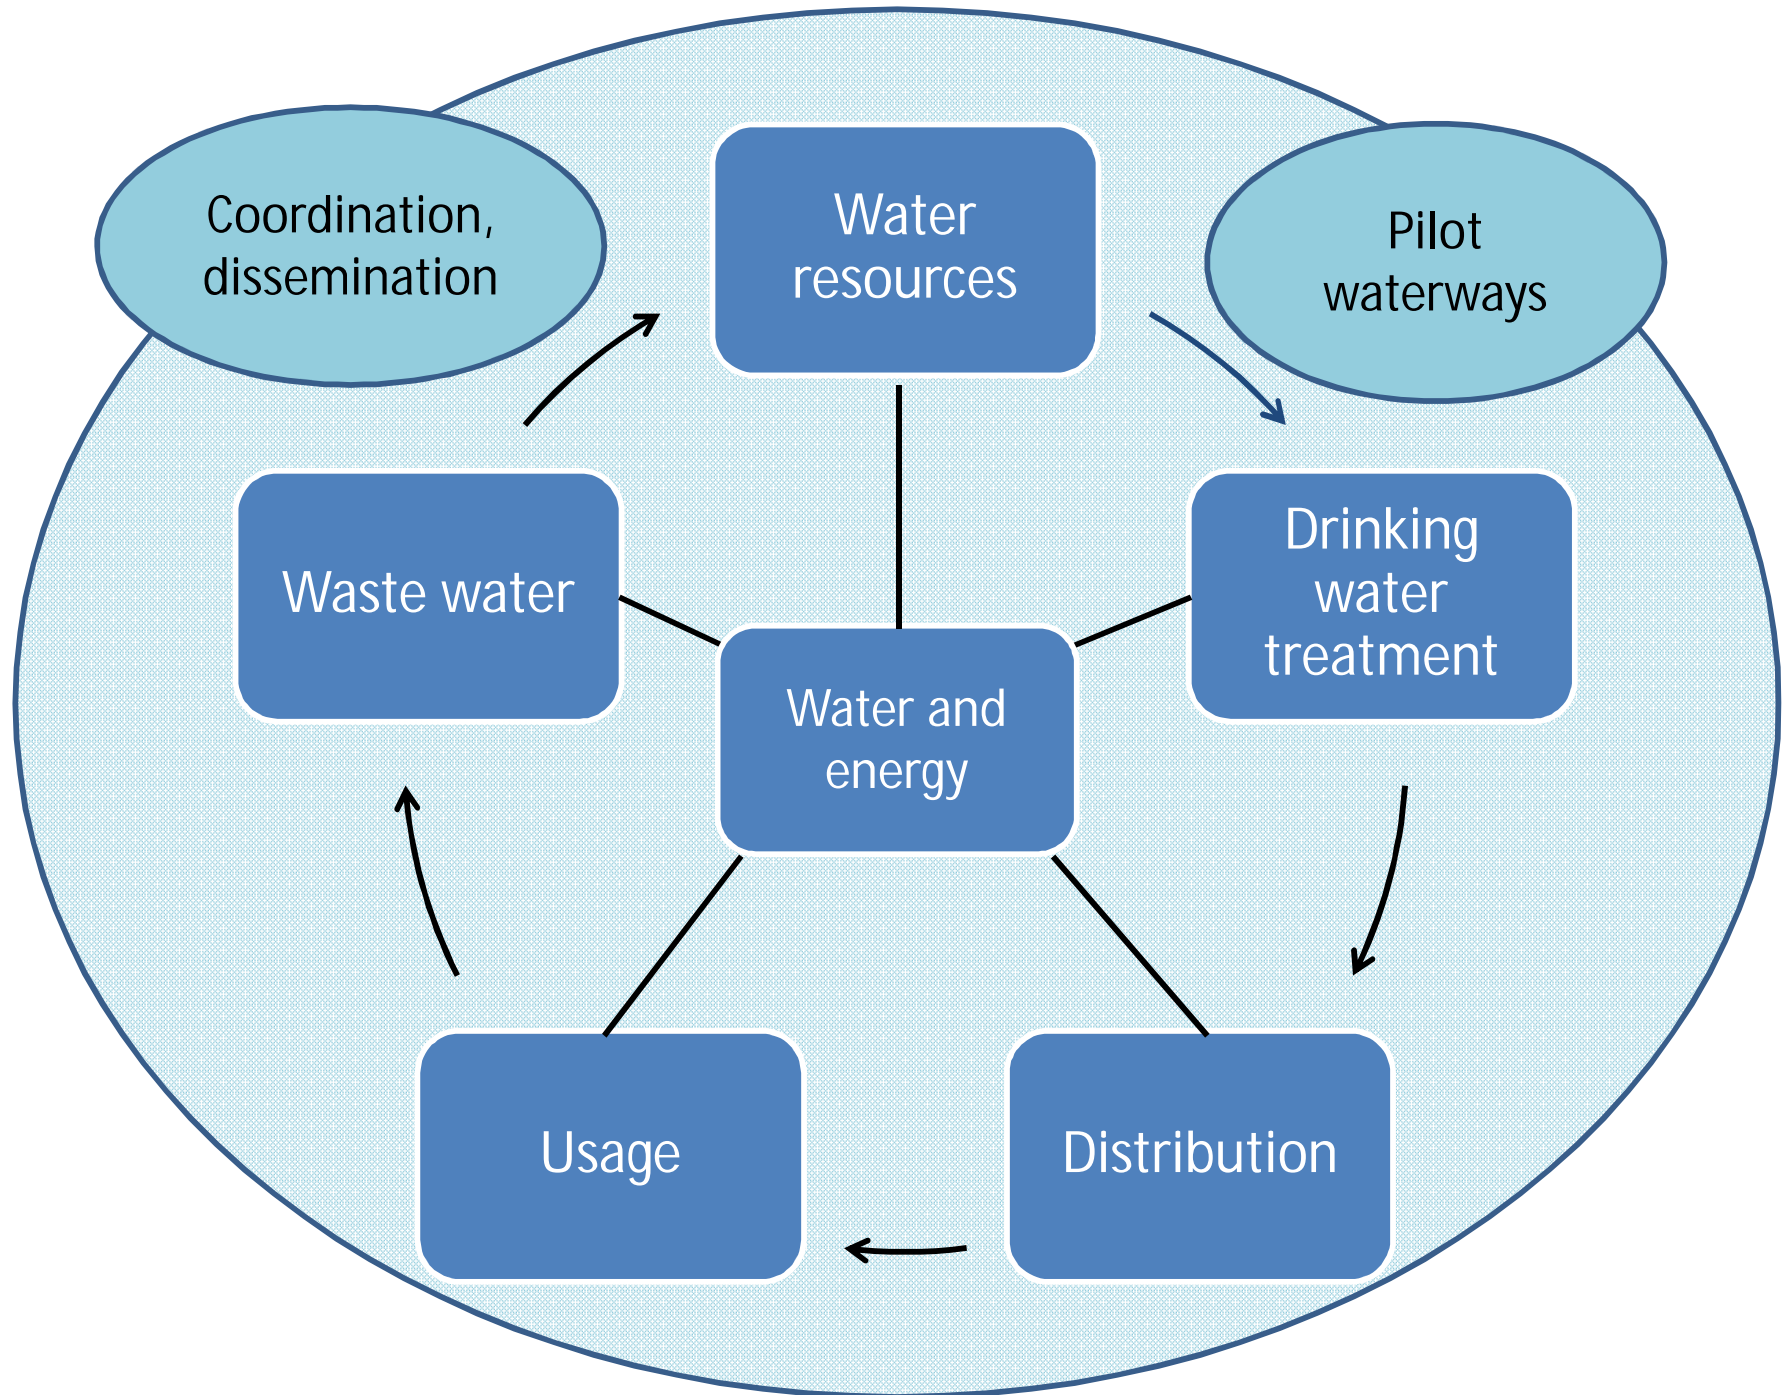 Coordination,
dissemination
Water
resources
Pilot
waterways
Waste water
Drinking
water
treatment
Water and
energy
Usage
Distribution